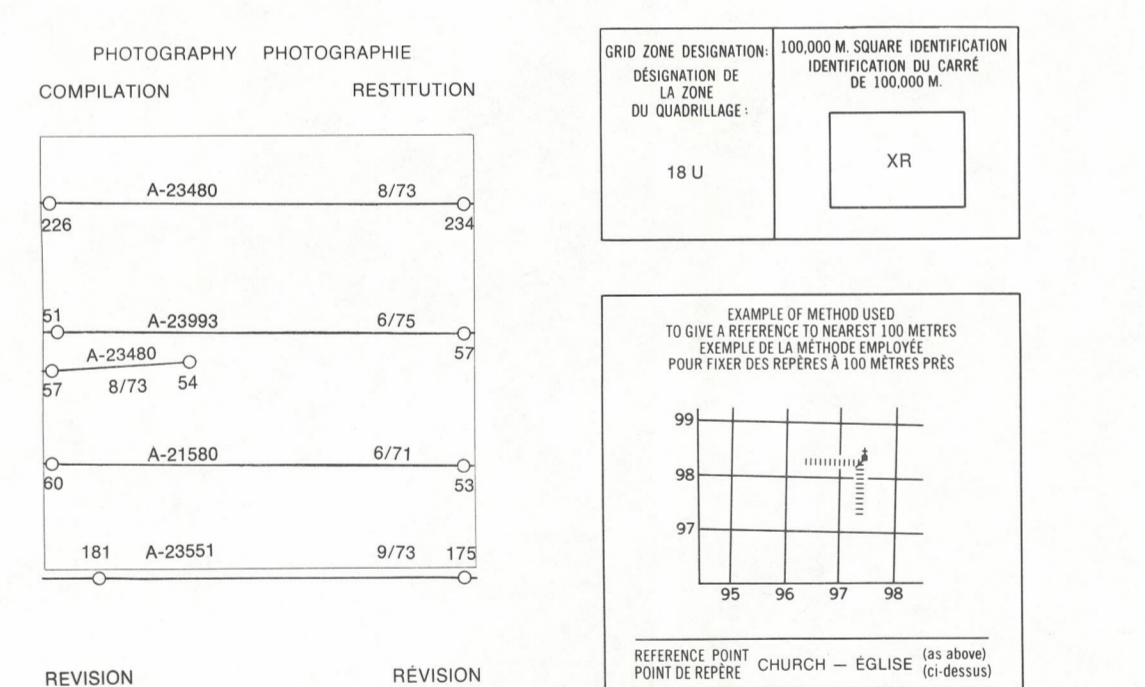 PHOTOGRAPHY PHOTOGRAPHIE
COMPILATION RESTITUTION
A-23480 8/73
226 234
51
A-23993 6/75
57
A-23480
57 8/73 54
A-21580 6/71
60 53
181 A-23551 9/73 175
REVISION RÉVISION
GRID ZONE DESIGNATION:
DÉSIGNATION DE
LA ZONE
DU QUADRILLAGE :
18 U
100,000 M. SQUARE IDENTIFICATION
IDENTIFICATION DU CARRÉ
DE 100,000 M.
XR
EXAMPLE OF METHOD USED
TO GIVE A REFERENCE TO NEAREST 100 METRES
EXEMPLE DE LA MÉTHODE EMPLOYÉE
POUR FIXER DES REPÈRES À 100 MÈTRES PRÈS
99
98
97
95 96 97 98
REFERENCE POINT
POINT DE REPÈRE
CHURCH — ÉGLISE
(as above)
(ci-dessus)